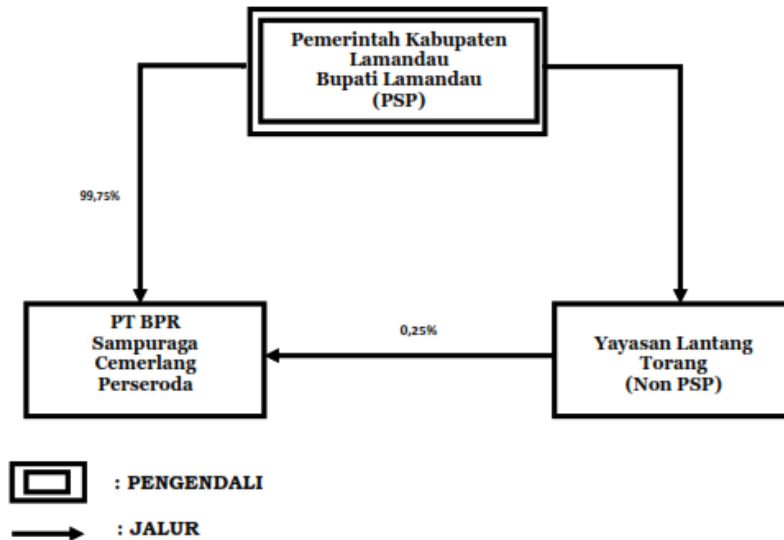 Pemerintah Kabupaten
Lamandau
Bupati Lamandau
(PSP)
99,75%
PT BPR
Sampuraga
Cemerlang
Perseroda
0,25%
Yayasan Lantang
Torang
(Non PSP)
: PENGENDALI
: JALUR